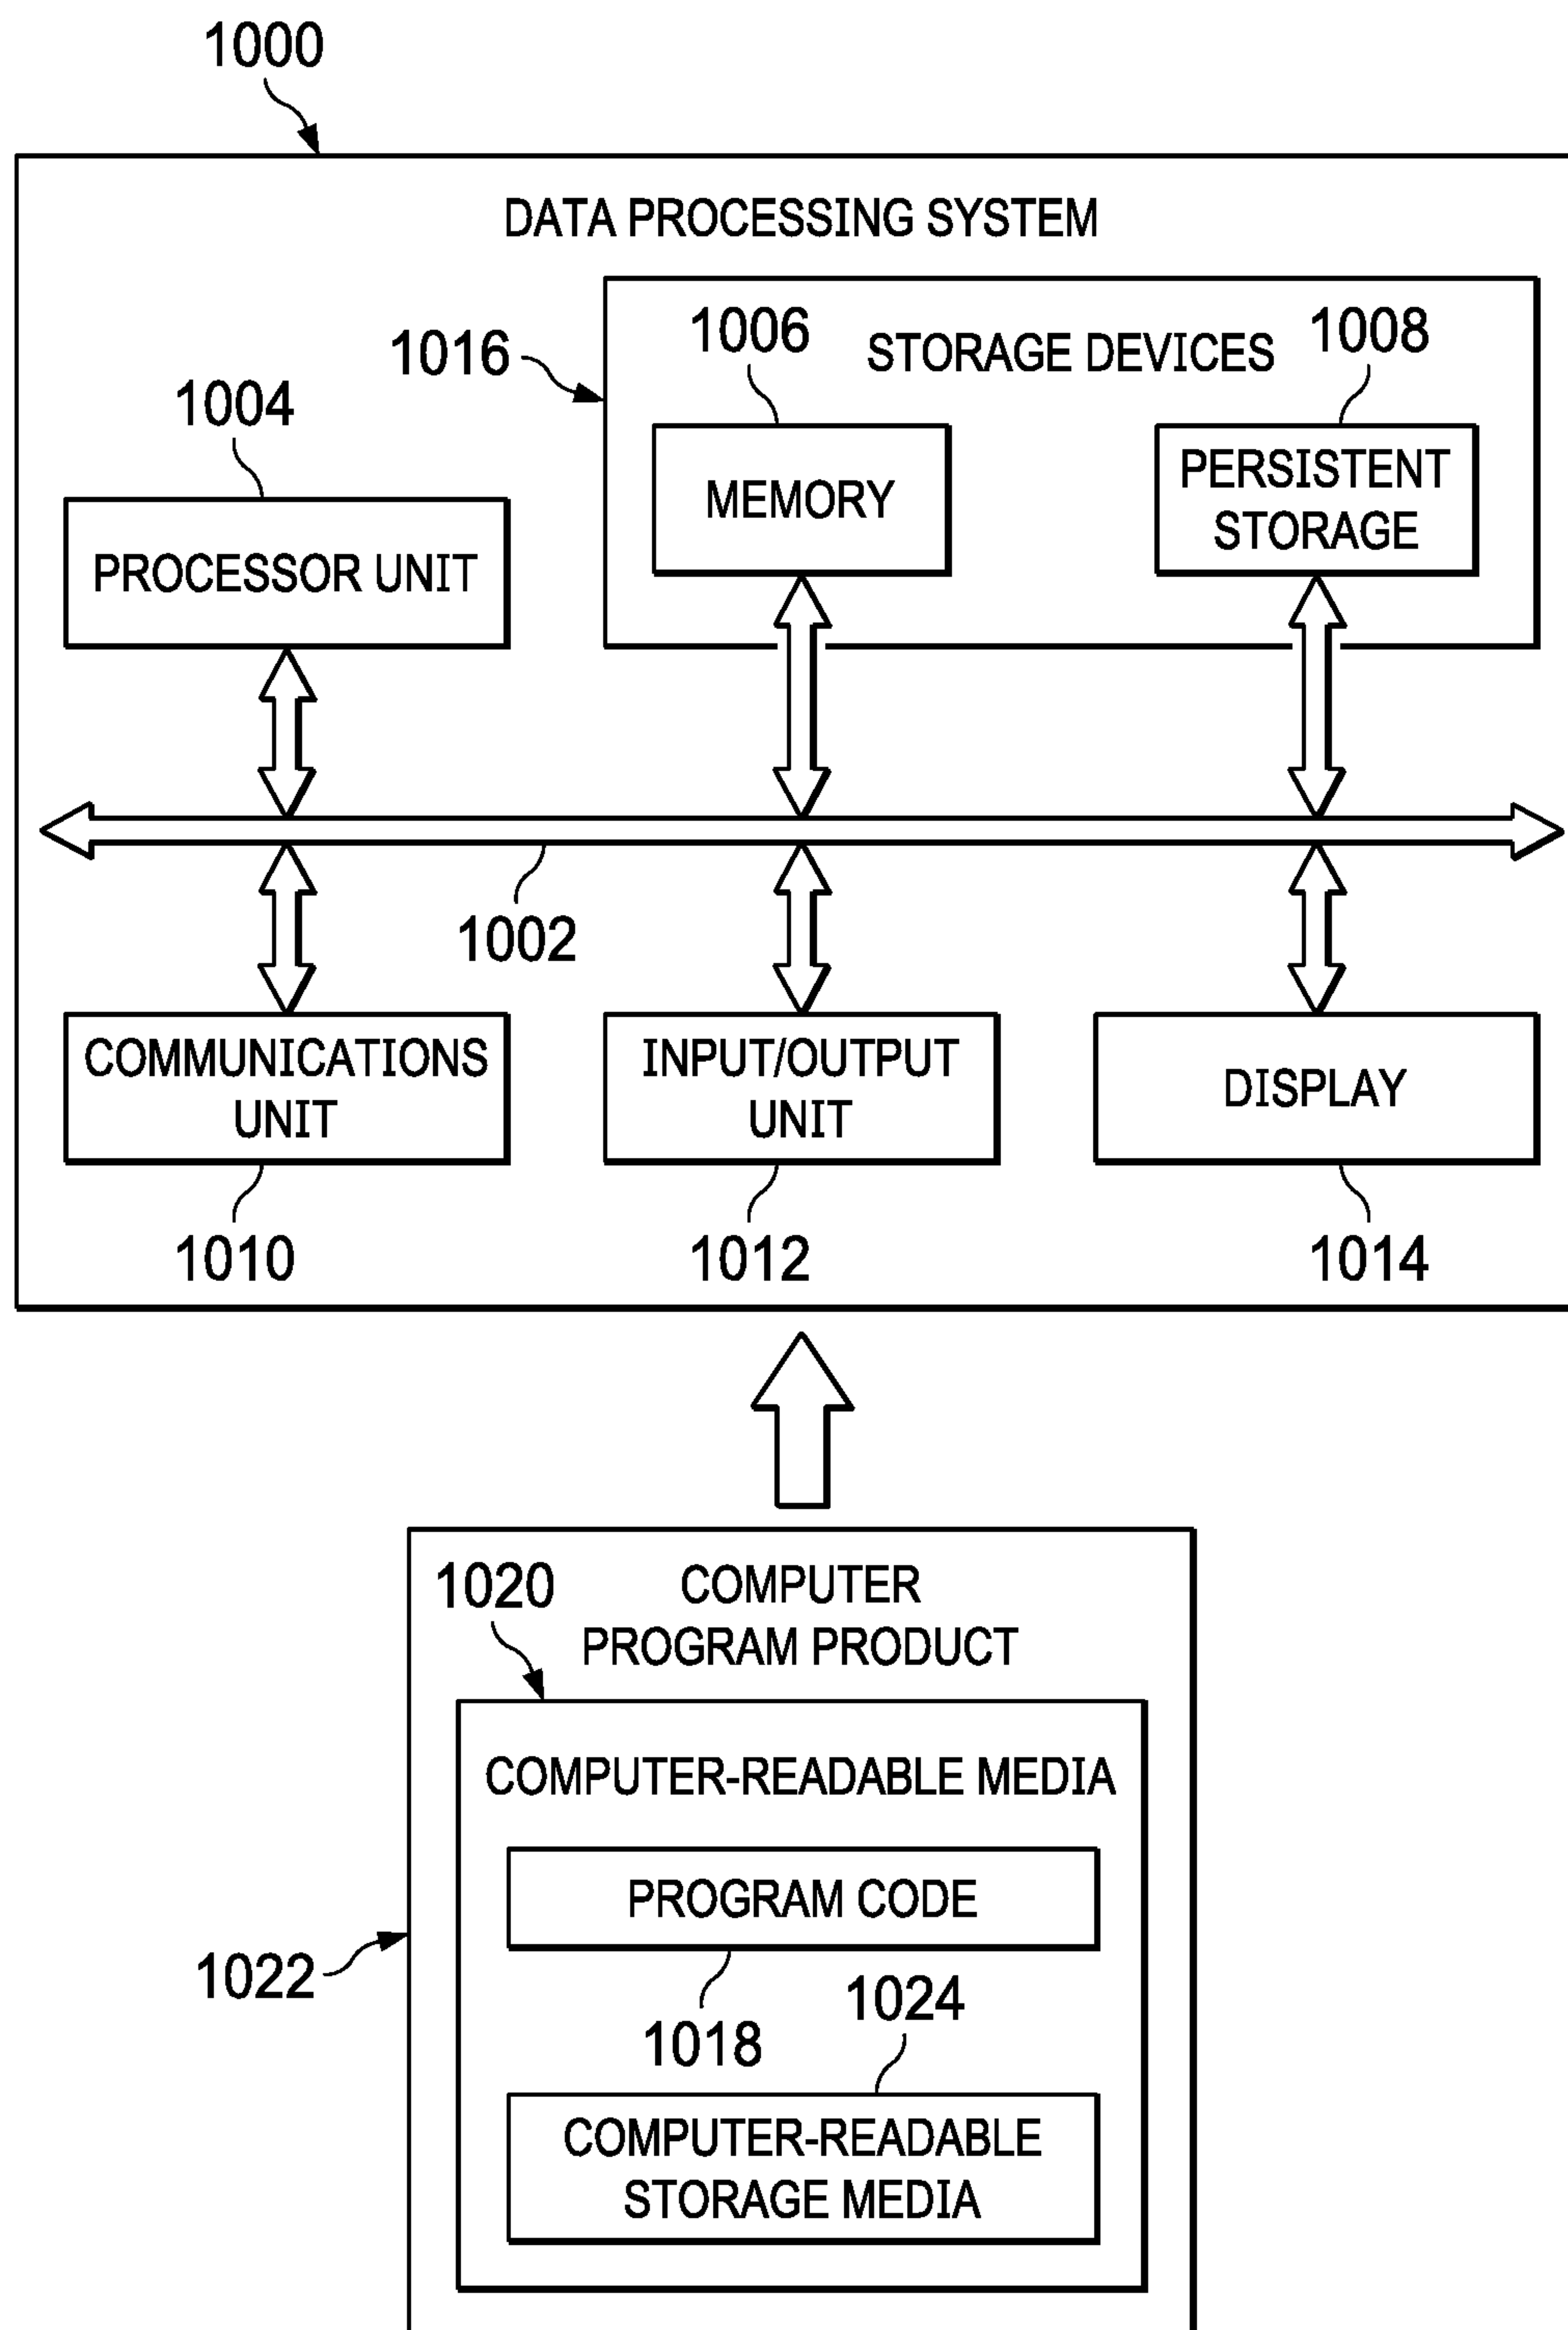 1000
DATA PROCESSING SYSTEM
1016
1006
STORAGE DEVICES
1008
1004
MEMORY
PERSISTENT
STORAGE
PROCESSOR UNIT
1002
COMMUNICATIONS
UNIT
INPUT/OUTPUT
UNIT
DISPLAY
1010
1012
1014
1020
COMPUTER
PROGRAM PRODUCT
COMPUTER-READABLE MEDIA
PROGRAM CODE
1022
1018
1024
COMPUTER-READABLE
STORAGE MEDIA